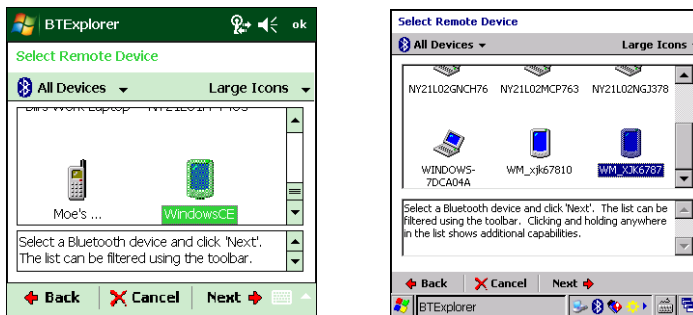 BTExplorer
ok
Select Remote Device
All Devices
Large Icons
Moe's ...
WindowsCE
Select a Bluetooth device and click 'Next'.
The list can be filtered using the toolbar.
Back
Cancel
Next
Select Remote Device
All Devices
Large Icons
NY21L02GNCH76 NY21L02MCP763 NY21L02NGJ378
WINDOWS-
7DCA04A
WM_xjk67810
WM_XJK6787
Select a Bluetooth device and click 'Next'. The list can be
filtered using the toolbar. Clicking and holding anywhere
in the list shows additional capabilities.
Back
Cancel
Next
BTExplorer